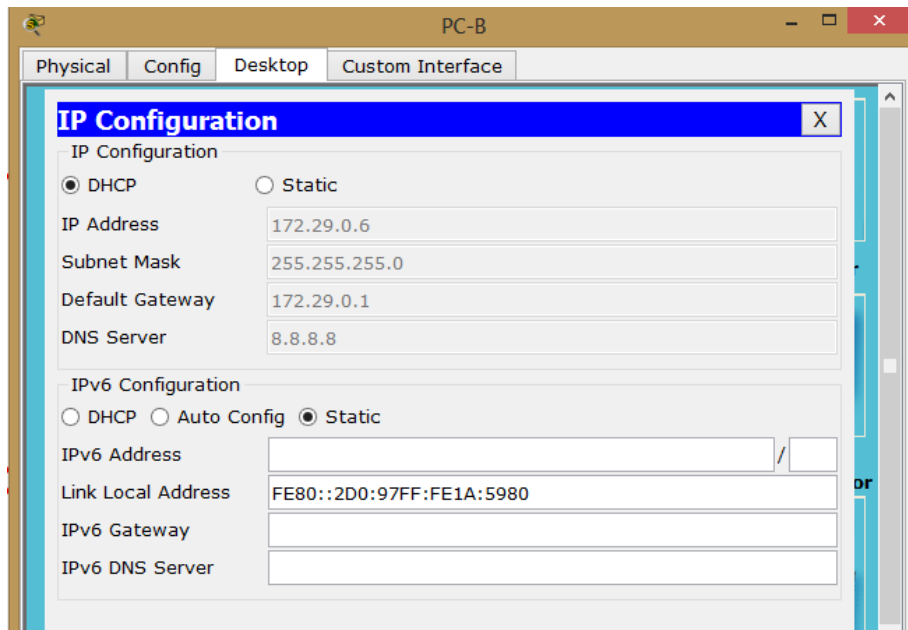 PC-B
Physical Config Desktop Custom Interface
IP Configuration X
IP Configuration
DHCP Static
IP Address 172.29.0.6
Subnet Mask 255.255.255.0
Default Gateway 172.29.0.1
DNS Server 8.8.8.8
IPv6 Configuration
DHCP Auto Config Static
IPv6 Address /
Link Local Address FE80::2D0:97FF:FE1A:5980
IPv6 Gateway
IPv6 DNS Server